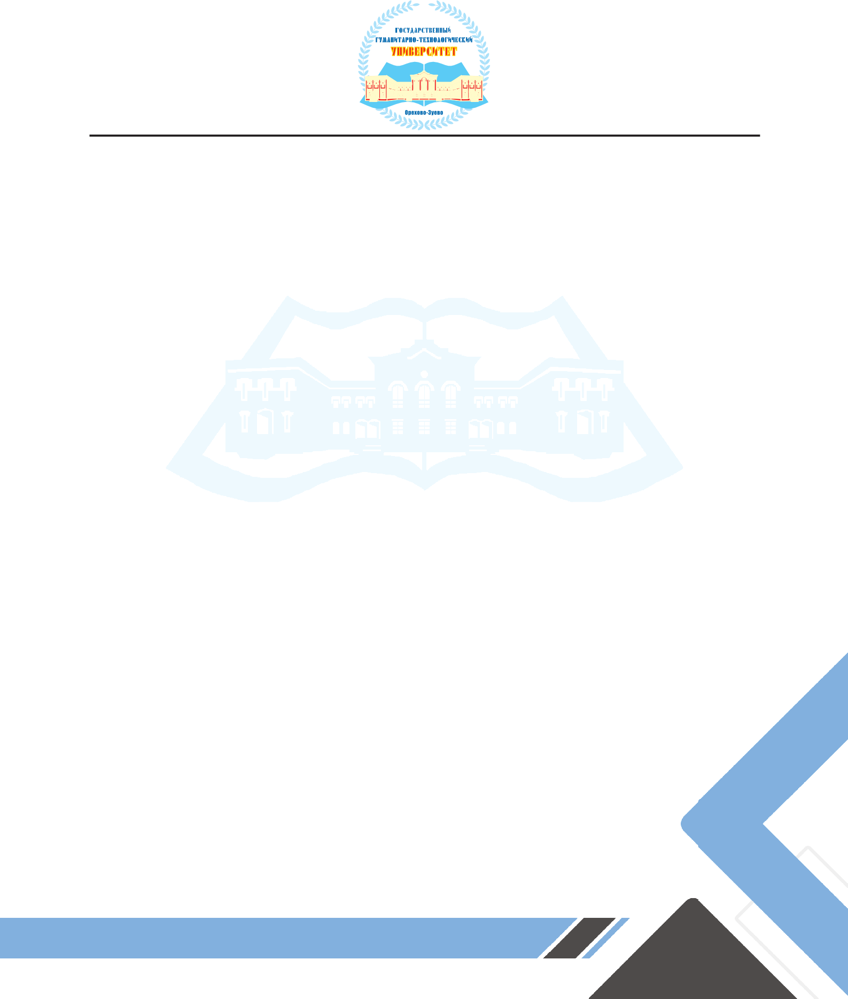 ГОСУДАРСТВЕННЫЙ
ГУМАНИТАРНО-ТЕХНОЛОГИЧЕСКИЙ
УНИВЕРСИТЕТ
Орехово-Зуево